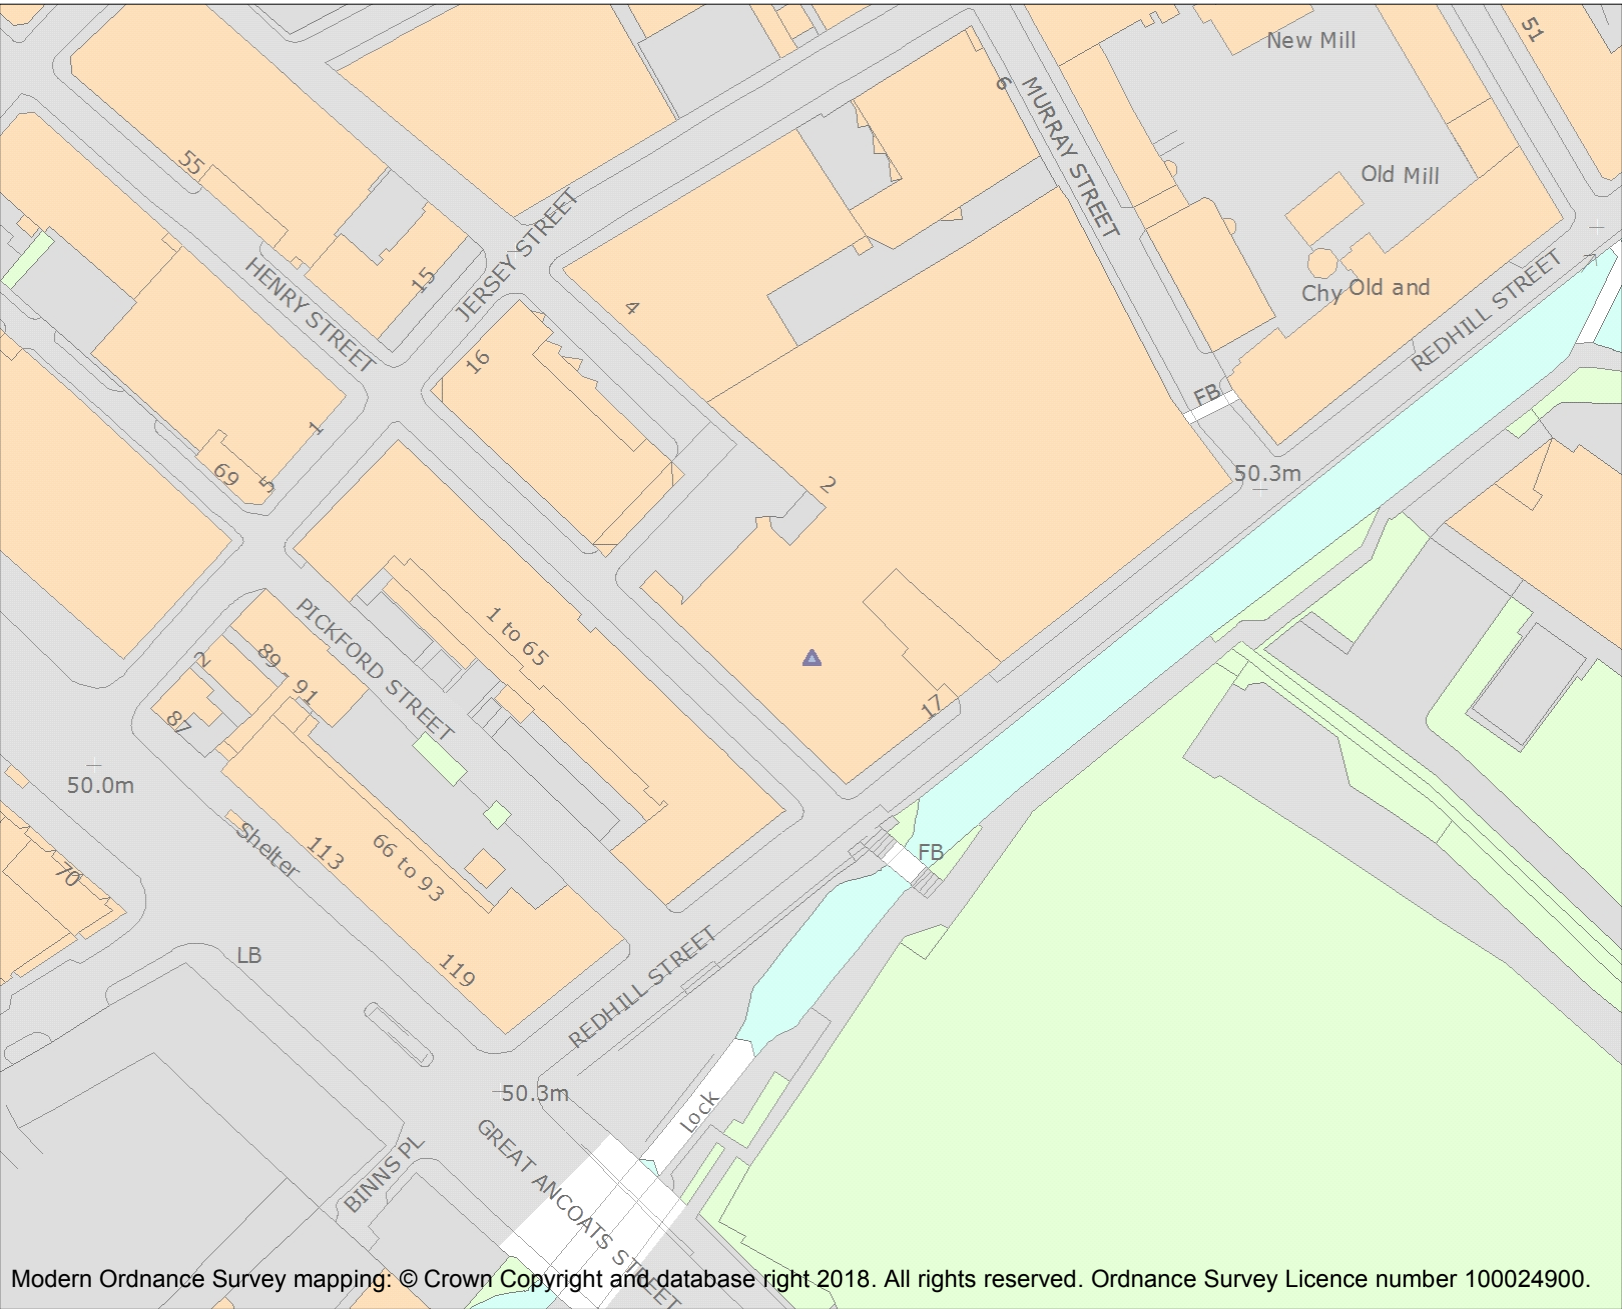 51
New Mill
6
MURRAY STREET
55
Old Mill
JERSEY STREET
HENRY STREET
15
4
REDHILL STREET
Chy
Old and
16
FB
1
69
5
2
50.3m
PICKFORD STREET
1 to 65
2
89 - 91
87
17
50.0m
Shelter
113
66 to 93
FB
70
119
LB
REDHILL STREET
50.3m
Lock
GREAT ANCOATS STREET
BINNS PL
Modern Ordnance Survey mapping: © Crown Copyright and database right 2018. All rights reserved. Ordnance Survey Licence number 100024900.